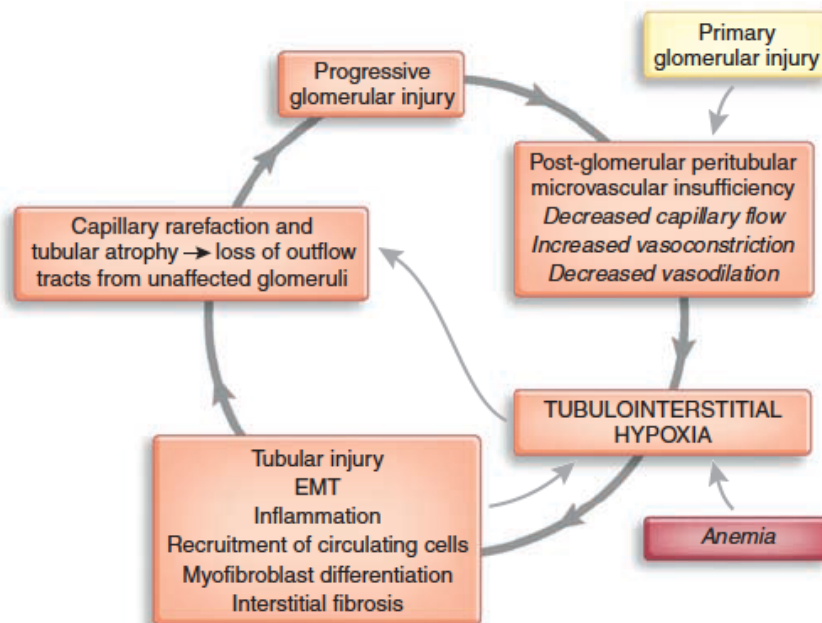 Progressive
glomerular injury
Primary
glomerular injury
Post-glomerular peritubular
microvascular insufficiency
Decreased capillary flow
Increased vasoconstriction
Decreased vasodilation
Capillary rarefaction and
tubular atrophy → loss of outflow
tracts from unaffected glomeruli
TUBULOINTERSTITIAL
HYPOXIA
Tubular injury
EMT
Inflammation
Recruitment of circulating cells
Myofibroblast differentiation
Interstitial fibrosis
Anemia